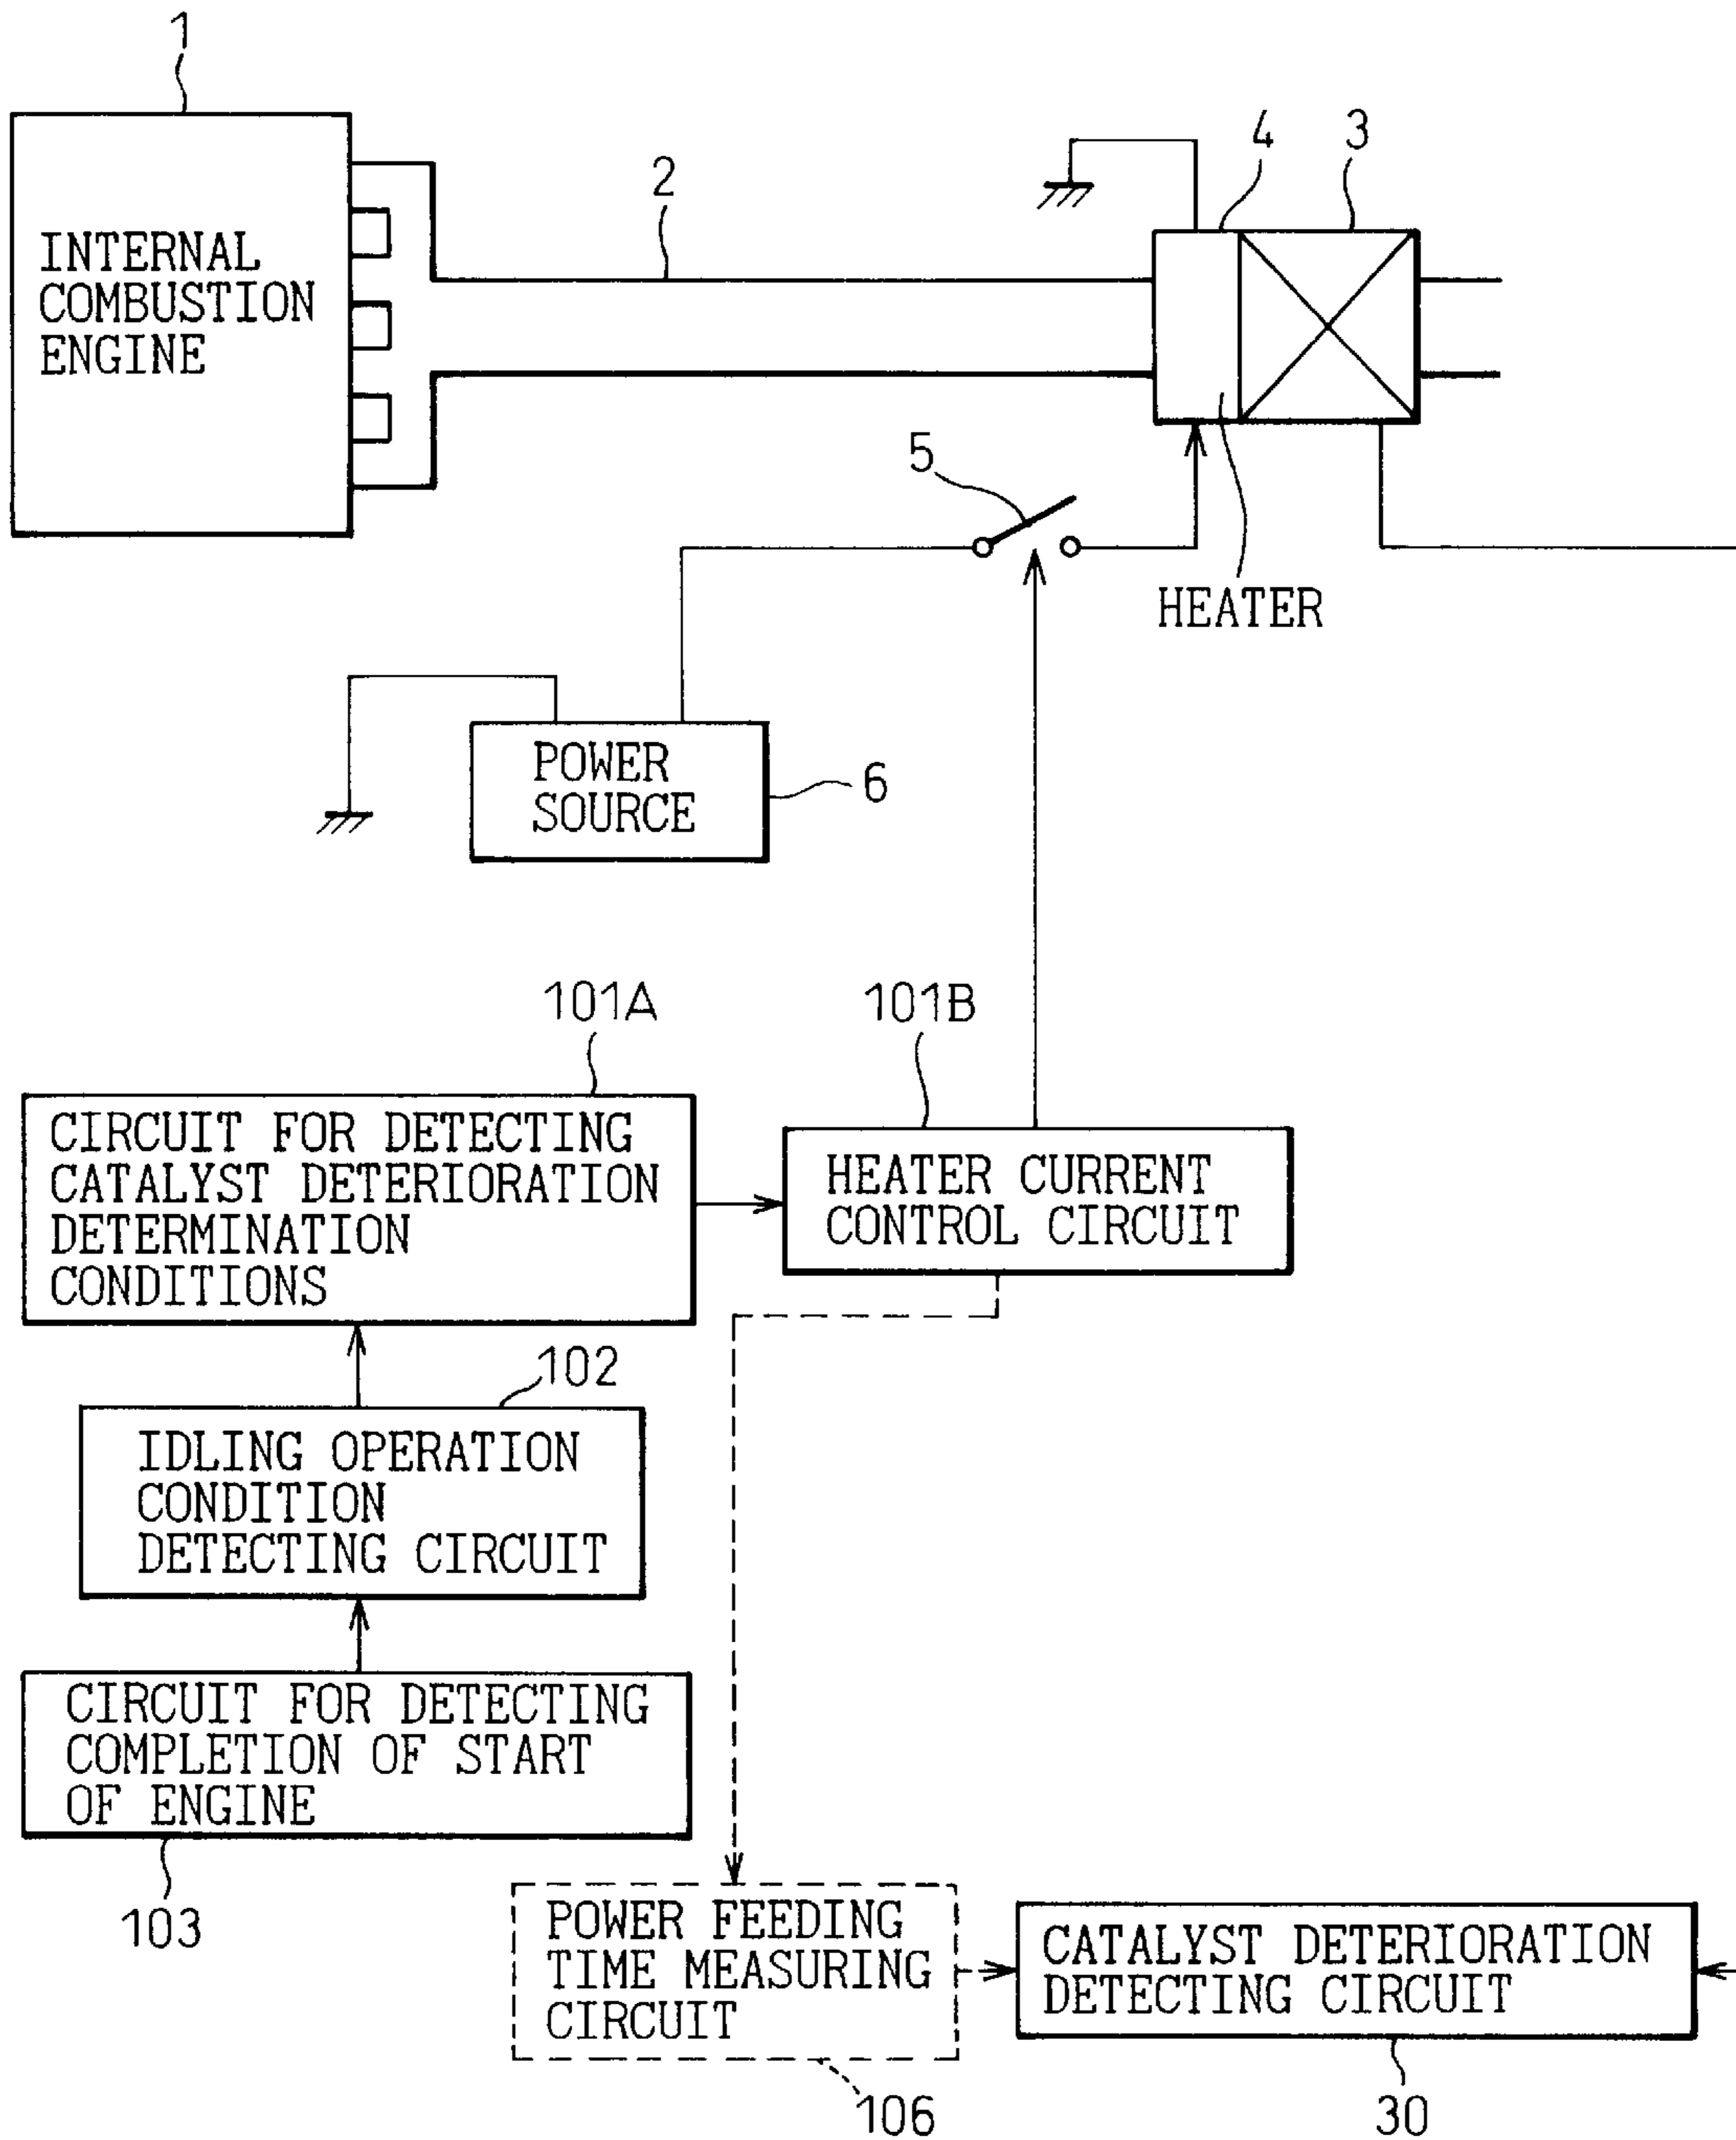 1
INTERNAL
COMBUSTION
ENGINE
2
4
3
5
HEATER
POWER
SOURCE
6
101A
101B
CIRCUIT FOR DETECTING
CATALYST DETERIORATION
DETERMINATION
CONDITIONS
HEATER CURRENT
CONTROL CIRCUIT
102
IDLING OPERATION
CONDITION
DETECTING CIRCUIT
CIRCUIT FOR DETECTING
COMPLETION OF START
OF ENGINE
103
POWER FEEDING
TIME MEASURING
CIRCUIT
106
CATALYST DETERIORATION
DETECTING CIRCUIT
30